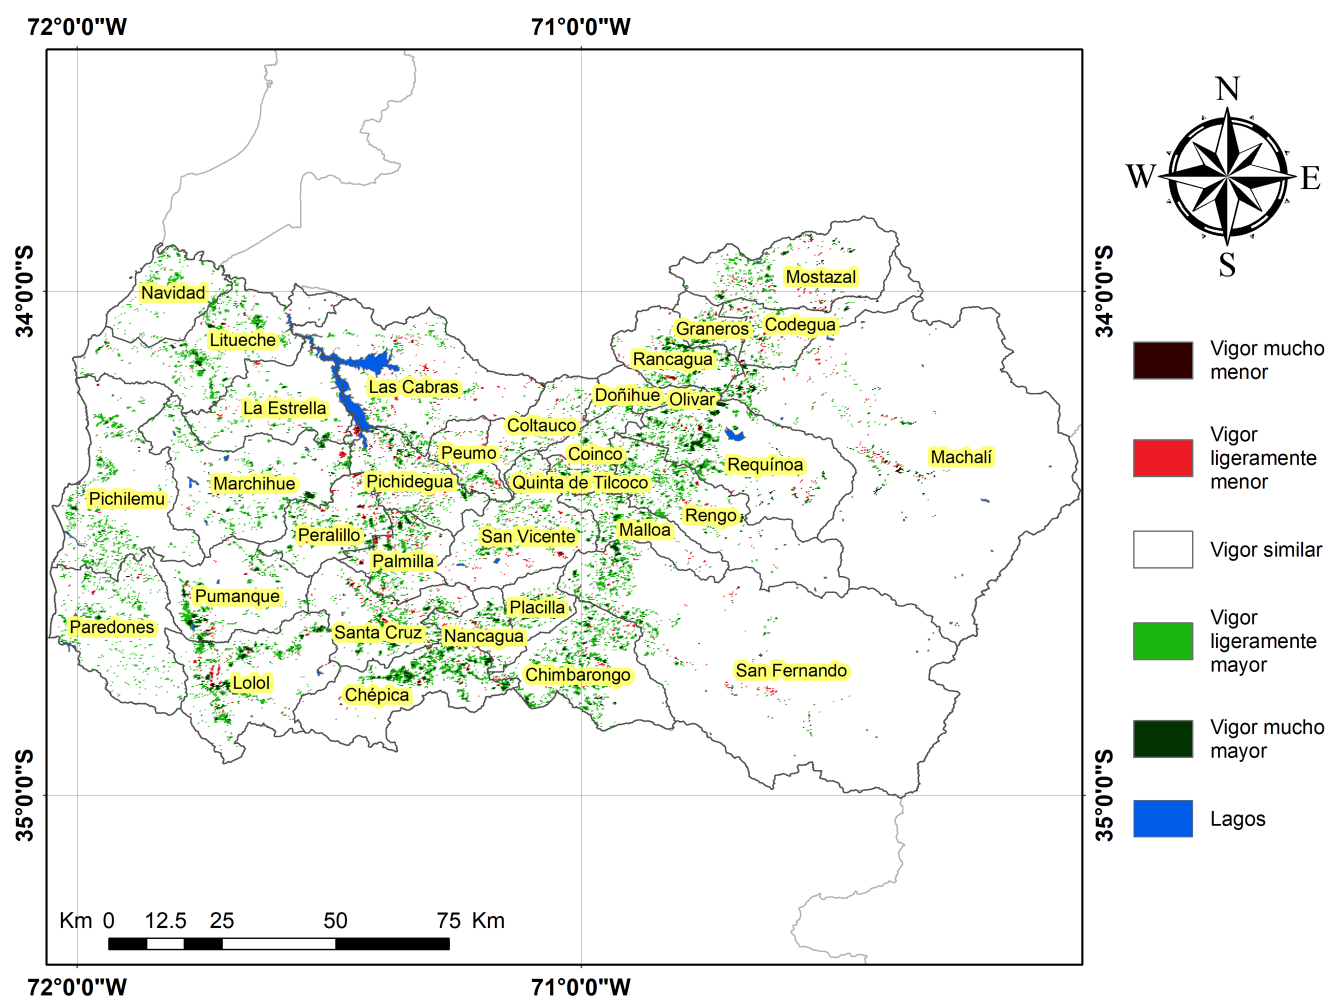 72°0'0"W
71°0'0"W
N
W
E
S
34°0'0"S
34°0'0"S
Mostazal
Navidad
Codegua
Graneros
Litueche
Rancagua
Las Cabras
Doñihue
Olivar
La Estrella
Coltauco
Peumo
Coinco
Machalí
Requínoa
Pichidegua
Quinta de Tilcoco
Marchihue
Pichilemu
Rengo
Malloa
Peralillo
San Vicente
Palmilla
Pumanque
Placilla
Paredones
Santa Cruz
Nancagua
San Fernando
Chimbarongo
Lolol
Chépica
35°0'0"S
35°0'0"S
Km 0 12.5 25 50 75 Km
72°0'0"W
71°0'0"W
Vigor mucho
menor
Vigor
ligeramente
menor
Vigor similar
Vigor
ligeramente
mayor
Vigor mucho
mayor
Lagos